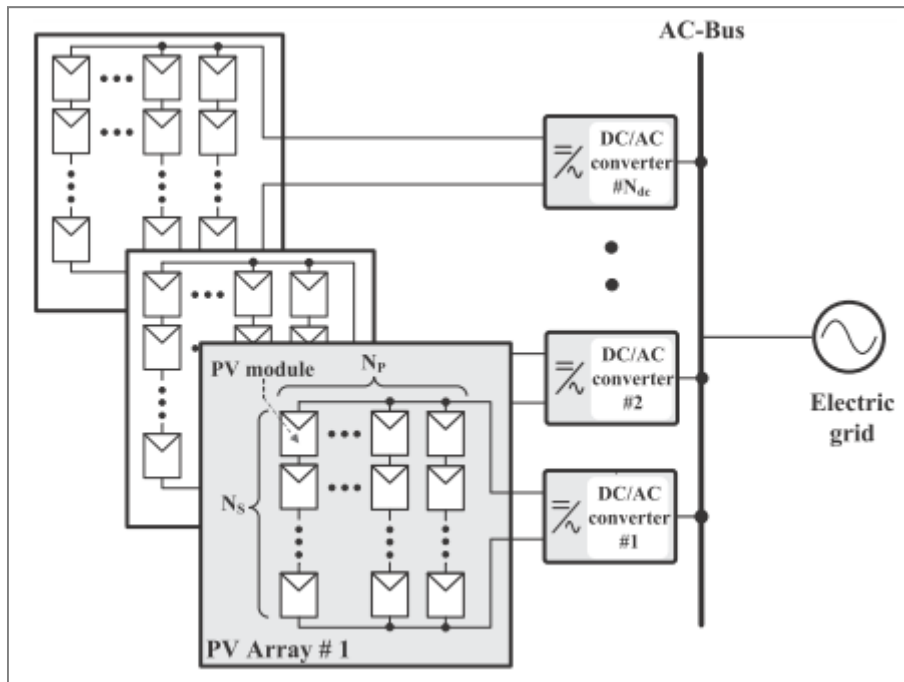 AC-Bus
DC/AC
converter
#Ndc
DC/AC
converter
#2
Electric
grid
PV module
NP
NS
DC/AC
converter
#1
PV Array # 1